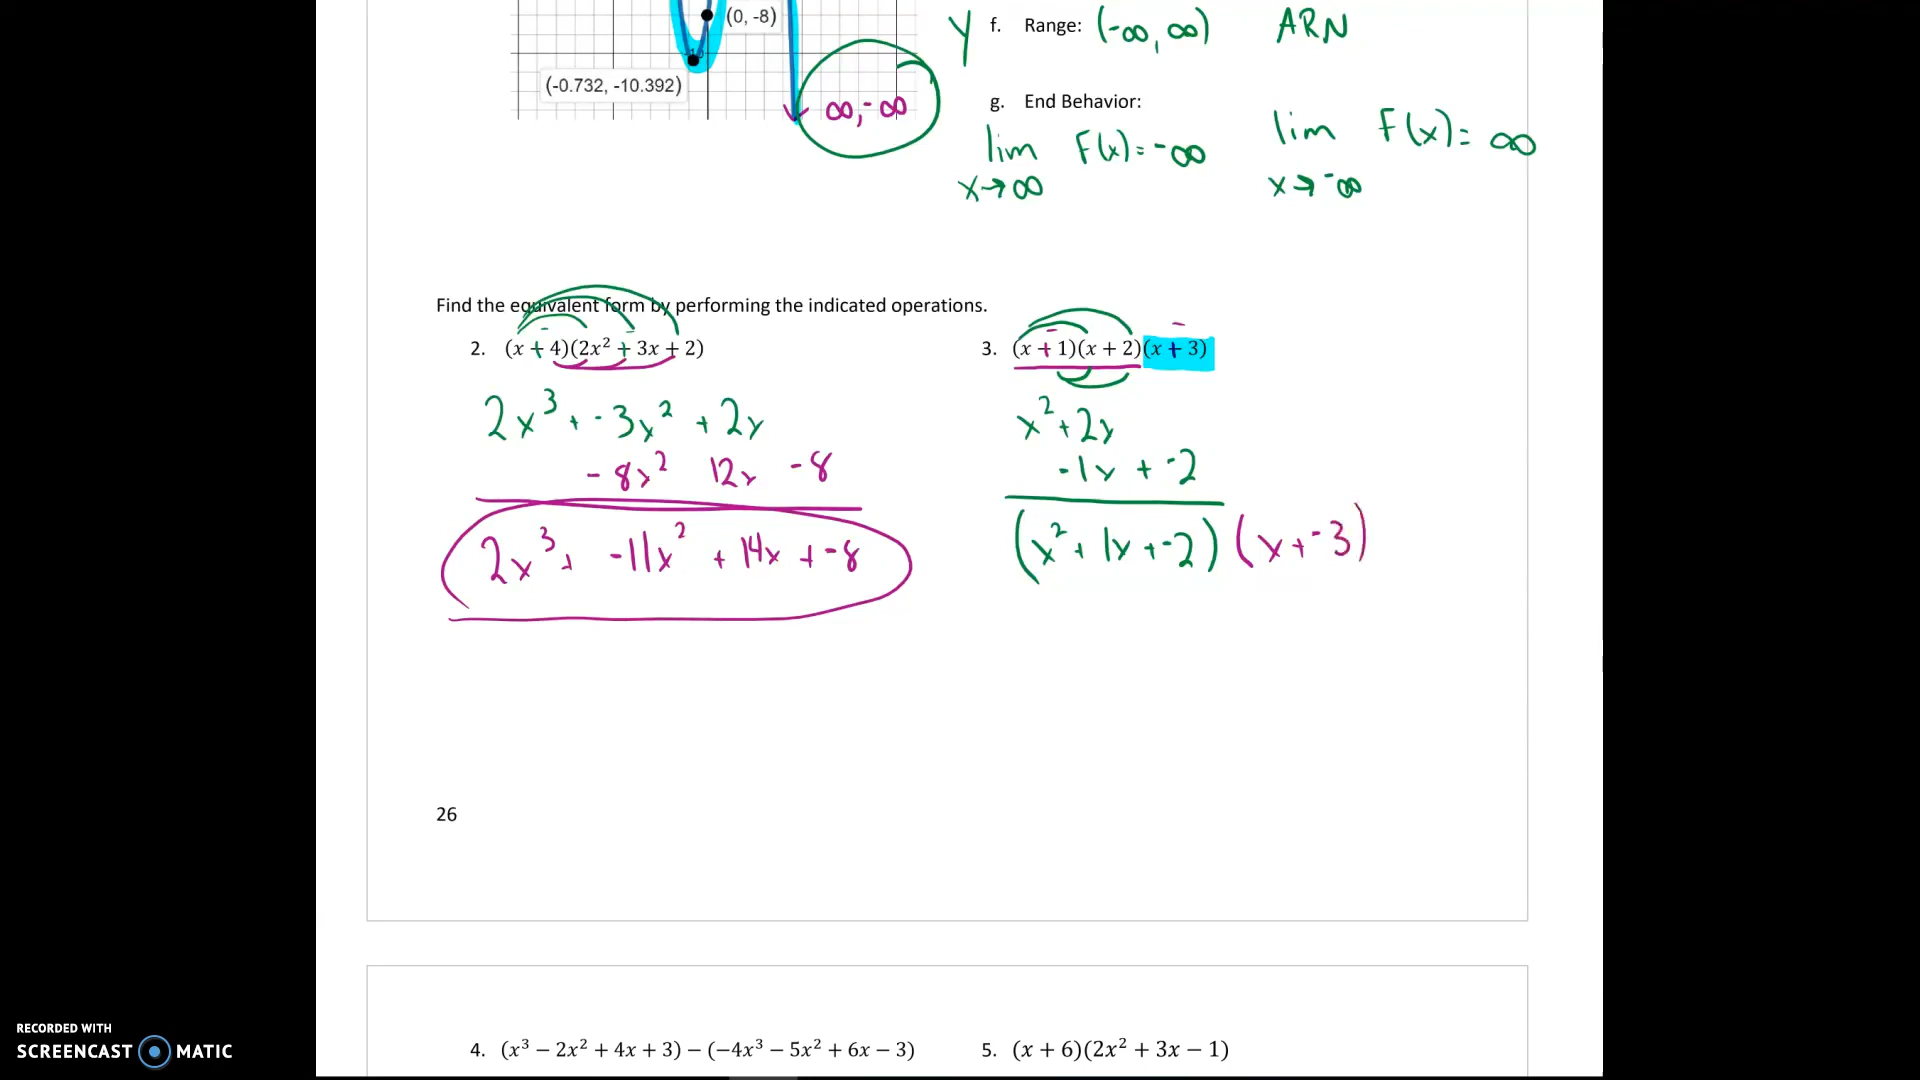 (0, -8)
(-0.732, -10.392)
∞, -∞
y f. Range: (-∞, ∞) ARN
g. End Behavior:
lim F(x) = -∞ lim F(x) = ∞
x→∞ x→-∞
Find the equivalent form by performing the indicated operations.
2. (x + 4)(2x² + 3x + 2)
2x³ + -3x² + 2x
-8x² 12x -8
2x³ + -11x² + 14x + -8
3. (x + 1)(x + 2)(x + 3)
x² + 2x
-1x + -2
(x² + 1x + -2)(x + -3)
26
4. (x³ − 2x² + 4x + 3) − (−4x³ − 5x² + 6x − 3)
5. (x + 6)(2x² + 3x − 1)
RECORDED WITH
SCREENCAST MATIC